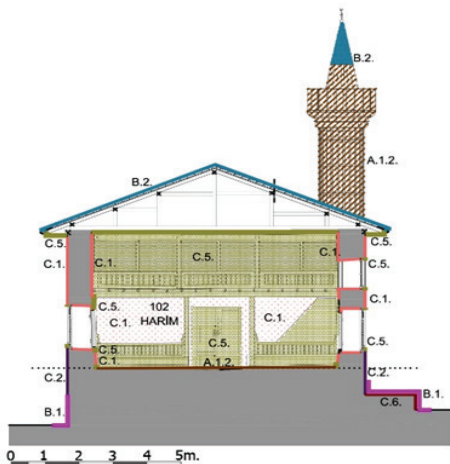 B.2.
A.1.2.
B.2.
C.5.
C.5.
C.1.
C.1.
C.5.
C.1.
C.5.
C.5.
102
C.1.
C.1.
HARİM
C.1.
C.5.
C.5.
C.5
C.1.
A.1.2.
C.2.
C.2.
B.1.
B.1.
C.6.
0 1 2 3 4 5m.